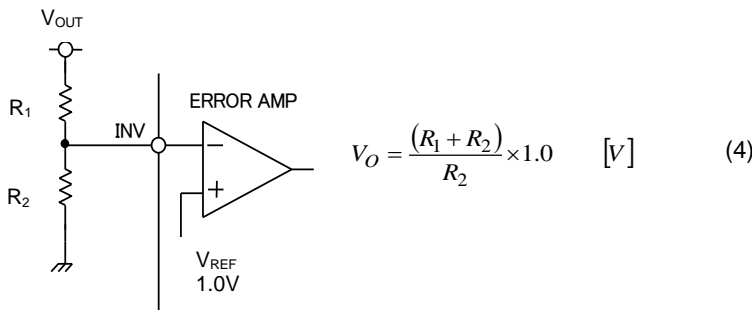 VOUT
R1
INV
ERROR AMP
−
+
R2
VREF
1.0V
VO = (R1 + R2) / R2 × 1.0 [V] (4)